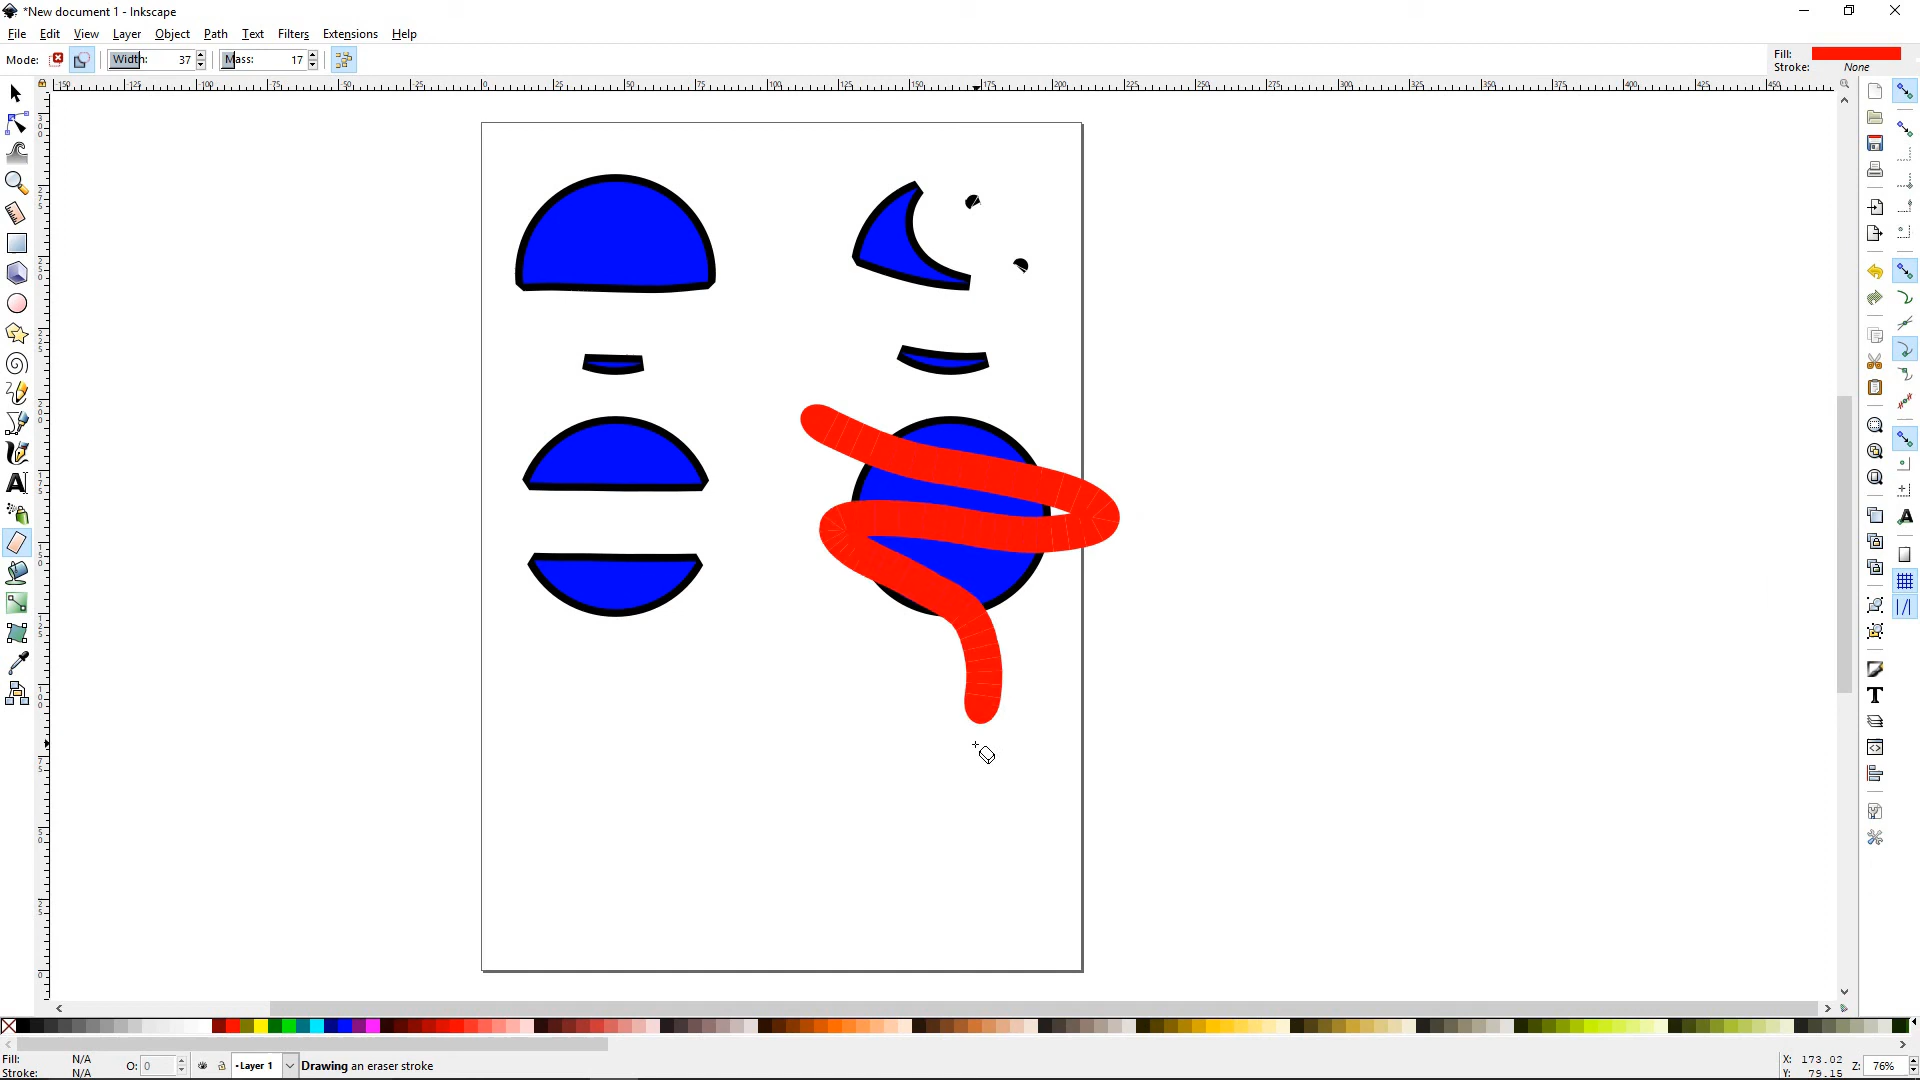 *New document 1 - Inkscape
File Edit View Layer Object Path Text Filters Extensions Help
Mode: Width: 37 Mass: 17
Fill:
Stroke: None
Fill: N/A
Stroke: N/A
O: 0
•Layer 1
Drawing an eraser stroke
X: 173.02
Y: 79.15
Z: 76%